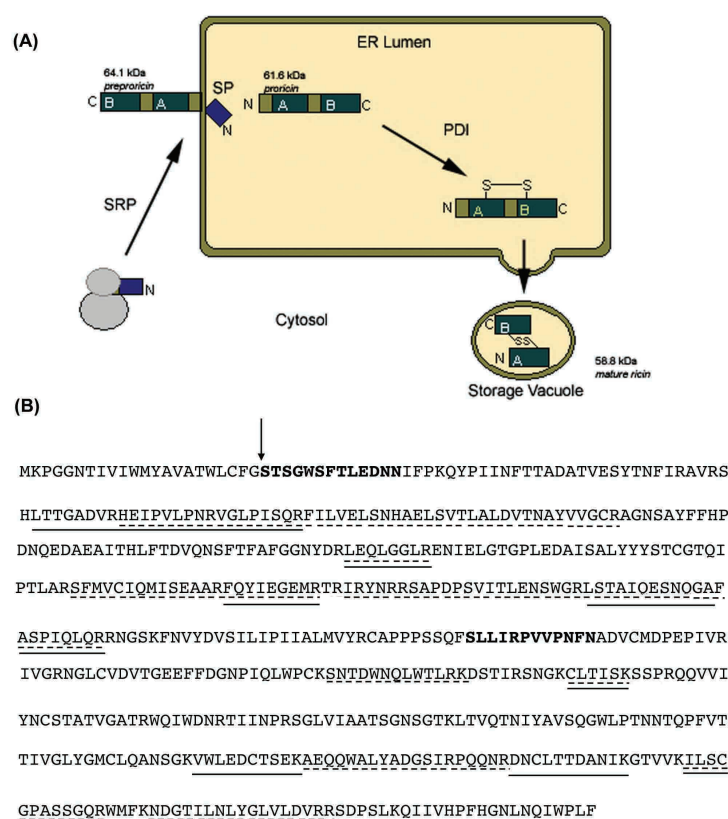 (A)
ER Lumen
64.1 kDa
preproricin
SP
61.6 kDa
proricin
C B A
N A B C
N
PDI
S S
SRP
N A B C
N
Cytosol
C B
SS
N A
58.8 kDa
mature ricin
Storage Vacuole
(B)
MKPGGNTIVIWMYAVATWLCFGSTSGWSFTLEDNNIFPKQYPIINFTTADATVESYTNFIRAVRS
HLTTGADVRHEIPVLPNRVGLPISQRFILVELSNHAELSVTLALDVTNAYVVGCRAGNSAYFFHP
DNQEDAEAITHLFTDVQNSFTFAFGGNYDRLEQLGGLRENIELGTGPLEDAISALYYYSTCGTQI
PTLARSFMVCIQMISEAARFQYIEGEMRTRIRYNRRSAPDPSVITLENSWGRLSTAIQESNQGAF
ASPIQLQRRNGSKFNVYDVSILIPIIALMVYRCAPPPSSQFSLLIRPVVPNFNADVCMDPEPIVR
IVGRNGLCVDVTGEEFFDGNPIQLWPCKSNTDWNQLWTLRKDSTIRSNGKCLTISKSSPRQQVVI
YNCSTATVGATRWQIWDNRTIINPRSGLVIAATSGNSGTKLTVQTNIYAVSQGWLPTNNTQPFVT
TIVGLYGMCLQANSGKVWLEDCTSEKAEQQWALYADGSIRPQQNRDNCLTTDANIKGTVVKILSC
GPASSGQRWMFKNDGTILNLYGLVLDVRRSDPSLKQIIVHPFHGNLNQIWPLF